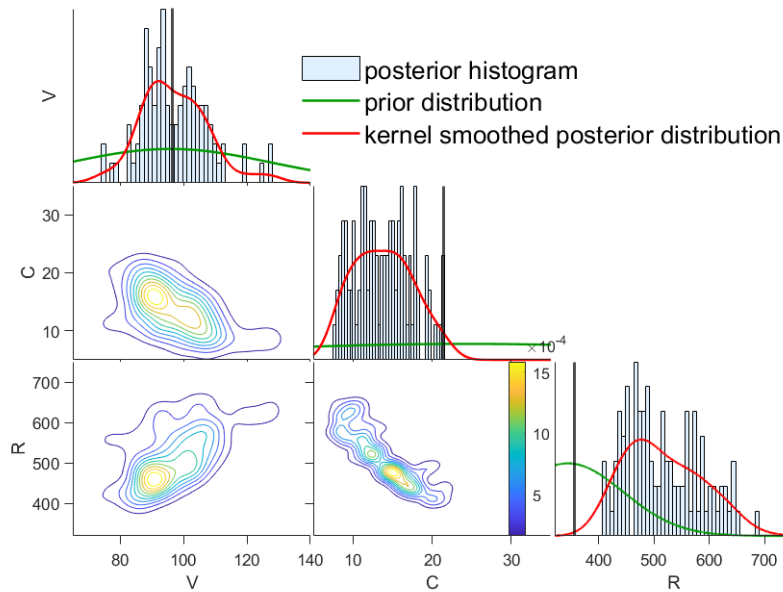 V
posterior histogram
prior distribution
kernel smoothed posterior distribution
30
C
20
10
×10-4
700
600
R
500
400
15
10
5
80
100
120
140
V
10
20
30
C
400
500
600
700
R